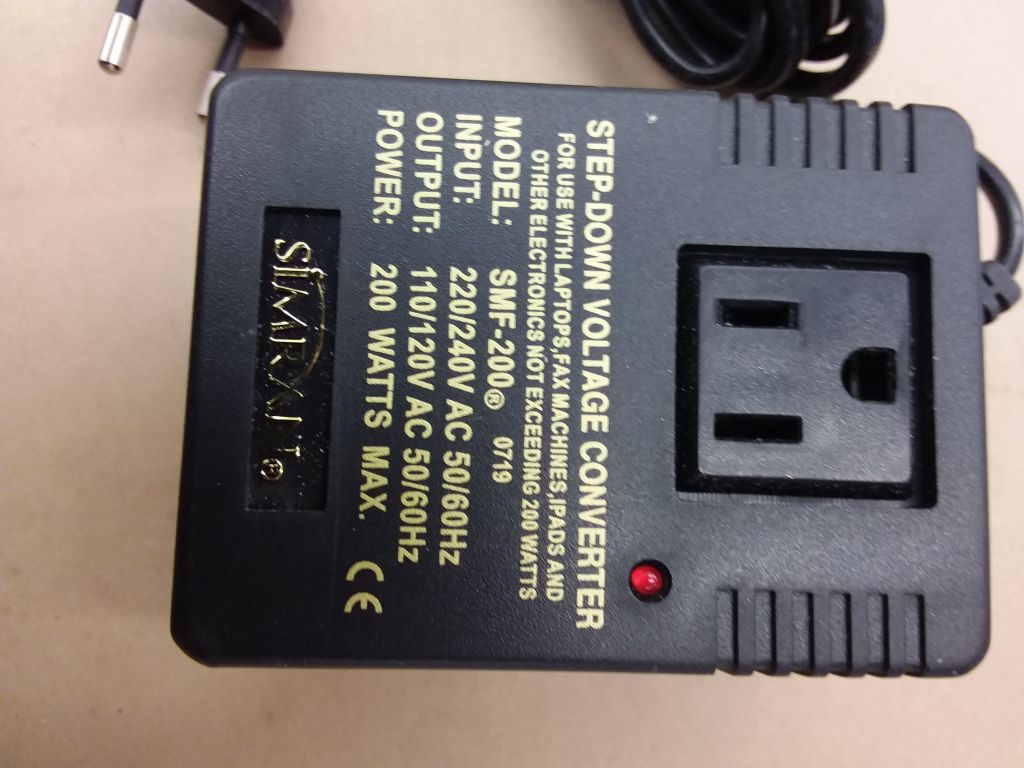 STEP-DOWN VOLTAGE CONVERTER
FOR USE WITH LAPTOPS,FAX MACHINES,IPADS AND
OTHER ELECTRONICS NOT EXCEEDING 200 WATTS
MODEL: SMF-200® 0719
INPUT: 220/240V AC 50/60Hz
OUTPUT: 110/120V AC 50/60Hz
POWER: 200 WATTS MAX. CE
SIMRAN®